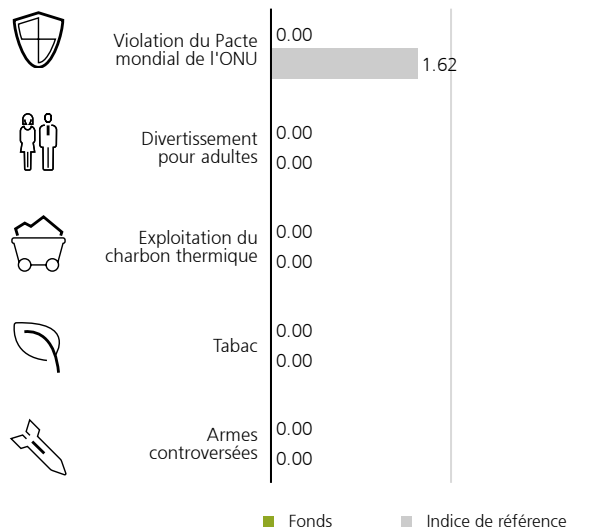 Violation du Pacte
mondial de l'ONU
0.00
1.62
Divertissement
pour adultes
0.00
0.00
Exploitation du
charbon thermique
0.00
0.00
Tabac
0.00
0.00
Armes
controversées
0.00
0.00
Fonds
Indice de référence